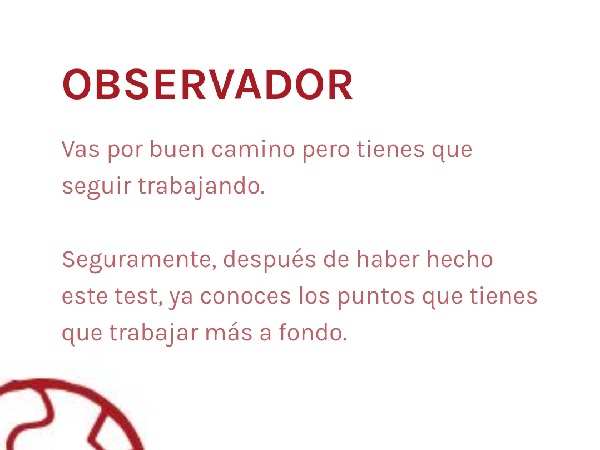 OBSERVADOR
Vas por buen camino pero tienes que
seguir trabajando.
Seguramente, después de haber hecho
este test, ya conoces los puntos que tienes
que trabajar más a fondo.